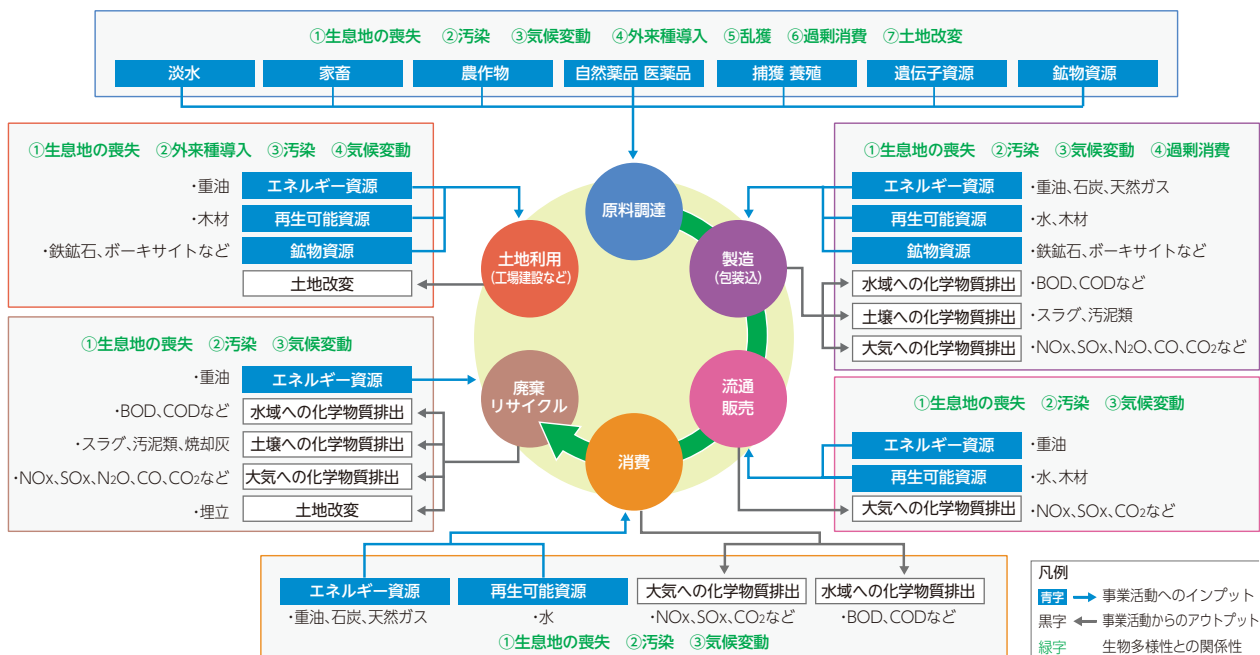 ①生息地の喪失 ②汚染 ③気候変動 ④外来種導入 ⑤乱獲 ⑥過剰消費 ⑦土地改変
淡水 家畜 農作物 自然薬品 医薬品 捕獲 養殖 遺伝子資源 鉱物資源
①生息地の喪失 ②外来種導入 ③汚染 ④気候変動
・重油 エネルギー資源
・木材 再生可能資源
・鉄鉱石、ボーキサイトなど 鉱物資源
土地改変
原料調達
土地利用
(工場建設など)
製造
(包装込)
廃棄
リサイクル
流通
販売
消費
①生息地の喪失 ②汚染 ③気候変動 ④過剰消費
エネルギー資源 ・重油、石炭、天然ガス
再生可能資源 ・水、木材
鉱物資源 ・鉄鉱石、ボーキサイトなど
水域への化学物質排出 ・BOD、CODなど
土壌への化学物質排出 ・スラグ、汚泥類
大気への化学物質排出 ・NOx、SOx、N2O、CO、CO2など
①生息地の喪失 ②汚染 ③気候変動
・重油 エネルギー資源
・BOD、CODなど 水域への化学物質排出
・スラグ、汚泥類、焼却灰 土壌への化学物質排出
・NOx、SOx、N2O、CO、CO2など 大気への化学物質排出
・埋立 土地改変
①生息地の喪失 ②汚染 ③気候変動
エネルギー資源 ・重油
再生可能資源 ・水、木材
大気への化学物質排出 ・NOx、SOx、CO2など
エネルギー資源 再生可能資源 大気への化学物質排出 水域への化学物質排出
・重油、石炭、天然ガス ・水 ・NOx、SOx、CO2など ・BOD、CODなど
①生息地の喪失 ②汚染 ③気候変動
凡例
青字 事業活動へのインプット
黒字 事業活動からのアウトプット
緑字 生物多様性との関係性